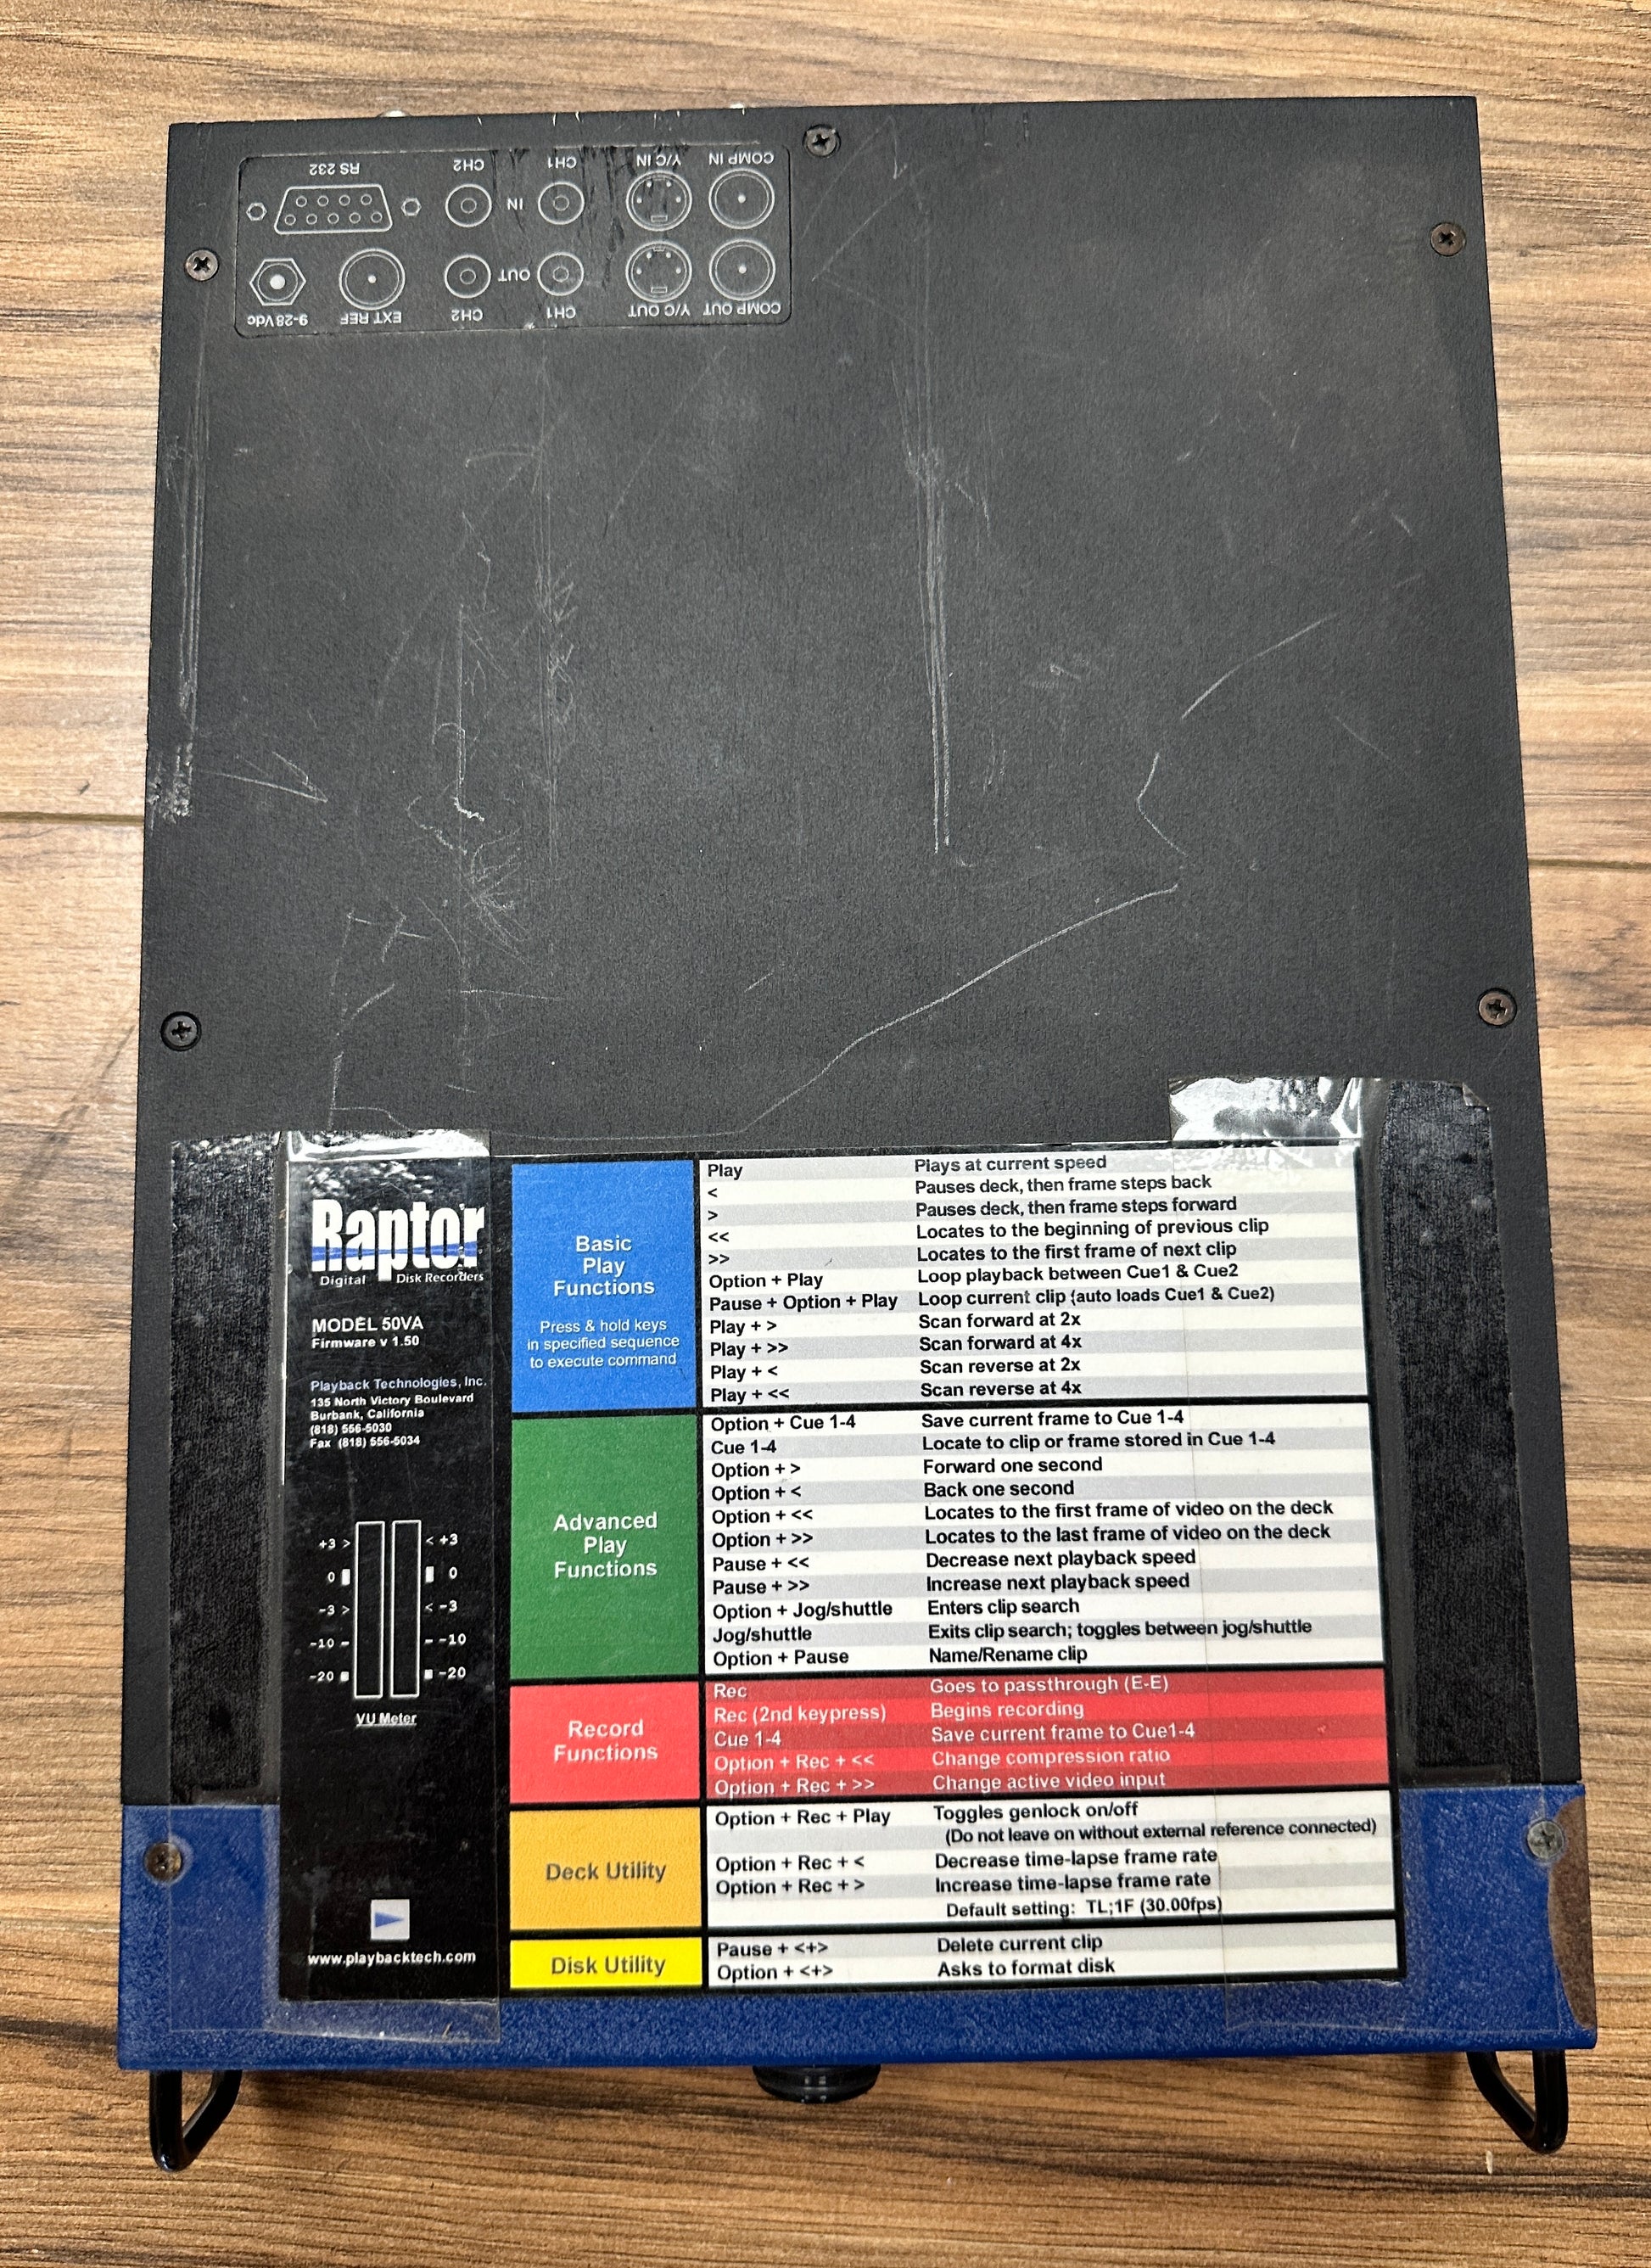 RS 232
CH2
CH1
Y/C IN
COMP IN
IN
OUT
9-28Vdc
EXT REF
CH2
CH1
Y/C OUT
COMP OUT
Raptor
Digital Disk Recorders
MODEL 50VA
Firmware v 1.50
Playback Technologies, Inc.
135 North Victory Boulevard
Burbank, California
(818) 556-5030
Fax (818) 556-5034
+3 > < +3
0 0
-3 > < -3
-10 - - -10
-20 -20
VU Meter
www.playbacktech.com
Basic
Play
Functions
Press & hold keys
in specified sequence
to execute command
Play Plays at current speed
< Pauses deck, then frame steps back
> Pauses deck, then frame steps forward
<< Locates to the beginning of previous clip
>> Locates to the first frame of next clip
Option + Play Loop playback between Cue1 & Cue2
Pause + Option + Play Loop current clip (auto loads Cue1 & Cue2)
Play + > Scan forward at 2x
Play + >> Scan forward at 4x
Play + < Scan reverse at 2x
Play + << Scan reverse at 4x
Advanced
Play
Functions
Option + Cue 1-4 Save current frame to Cue 1-4
Cue 1-4 Locate to clip or frame stored in Cue 1-4
Option + > Forward one second
Option + < Back one second
Option + << Locates to the first frame of video on the deck
Option + >> Locates to the last frame of video on the deck
Pause + << Decrease next playback speed
Pause + >> Increase next playback speed
Option + Jog/shuttle Enters clip search
Jog/shuttle Exits clip search; toggles between jog/shuttle
Option + Pause Name/Rename clip
Record
Functions
Rec Goes to passthrough (E-E)
Rec (2nd keypress) Begins recording
Cue 1-4 Save current frame to Cue1-4
Option + Rec + << Change compression ratio
Option + Rec + >> Change active video input
Deck Utility
Option + Rec + Play Toggles genlock on/off
(Do not leave on without external reference connected)
Option + Rec + < Decrease time-lapse frame rate
Option + Rec + > Increase time-lapse frame rate
Default setting: TL;1F (30.00fps)
Disk Utility
Pause + <+> Delete current clip
Option + <+> Asks to format disk